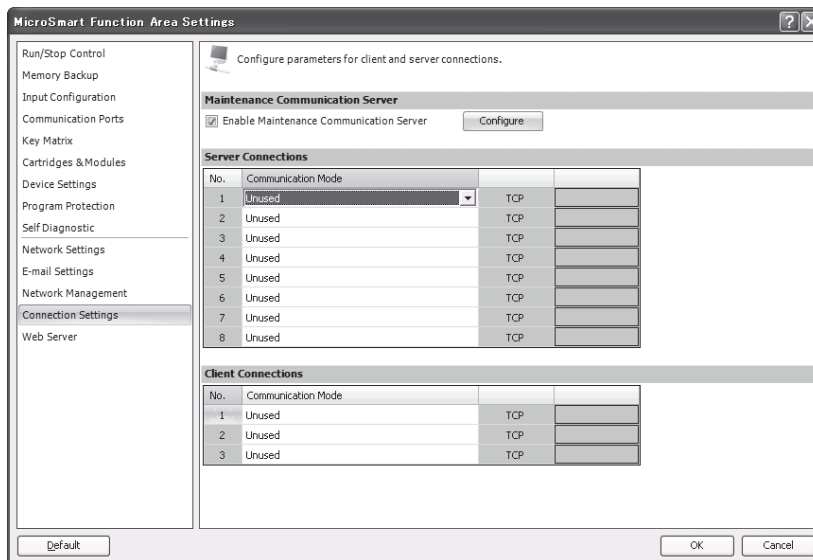 MicroSmart Function Area Settings
Run/Stop Control
Memory Backup
Input Configuration
Communication Ports
Key Matrix
Cartridges & Modules
Device Settings
Program Protection
Self Diagnostic
Network Settings
E-mail Settings
Network Management
Connection Settings
Web Server
Configure parameters for client and server connections.
Maintenance Communication Server
Enable Maintenance Communication Server Configure
Server Connections
No. Communication Mode
1 Unused TCP
2 Unused TCP
3 Unused TCP
4 Unused TCP
5 Unused TCP
6 Unused TCP
7 Unused TCP
8 Unused TCP
Client Connections
No. Communication Mode
1 Unused TCP
2 Unused TCP
3 Unused TCP
Default OK Cancel